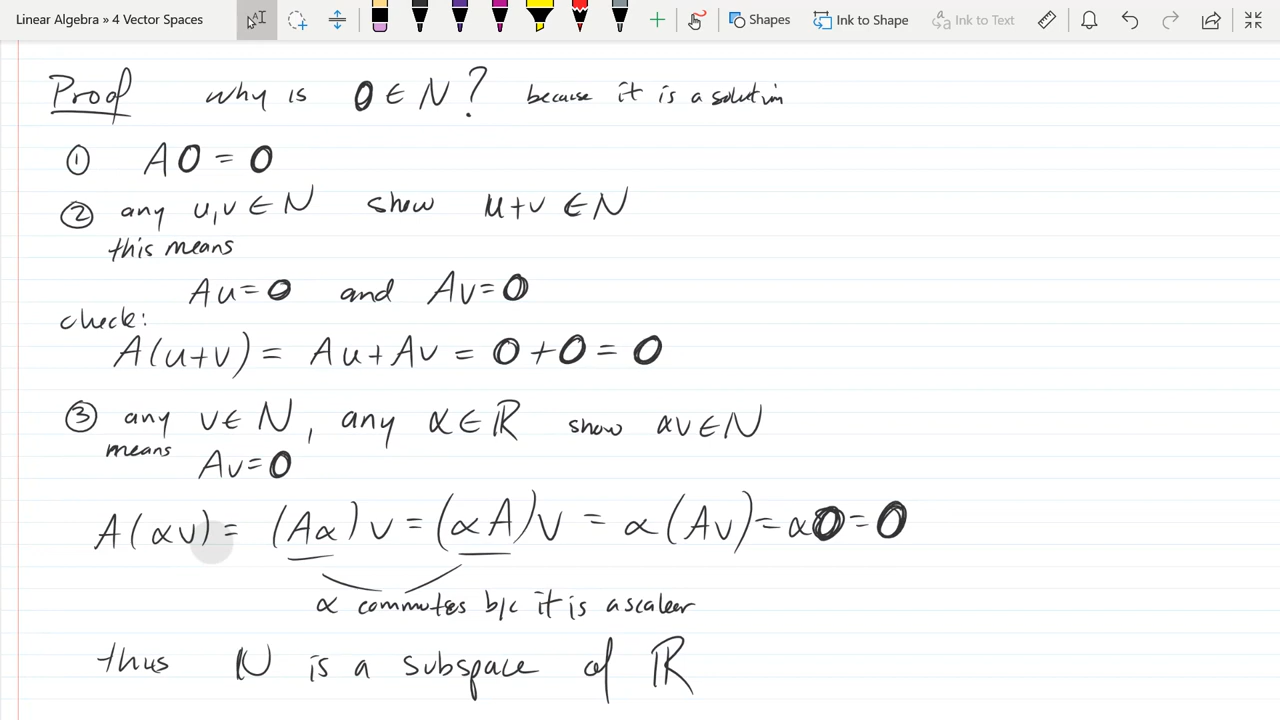 Linear Algebra » 4 Vector Spaces
Shapes
Ink to Shape
Ink to Text
Proof why is 0 ∈ N? because it is a solution
① A0 = 0
② any u,v ∈ N show u+v ∈ N
this means
Au=0 and Av=0
check:
A(u+v) = Au+Av = 0+0=0
③ any v∈N, any α∈ℝ show αv∈N
means
Av=0
A(αv) = (Aα)v = (αA)v = α(Av)=α0=0
α commutes b/c it is a scaler
thus N is a subspace of ℝ